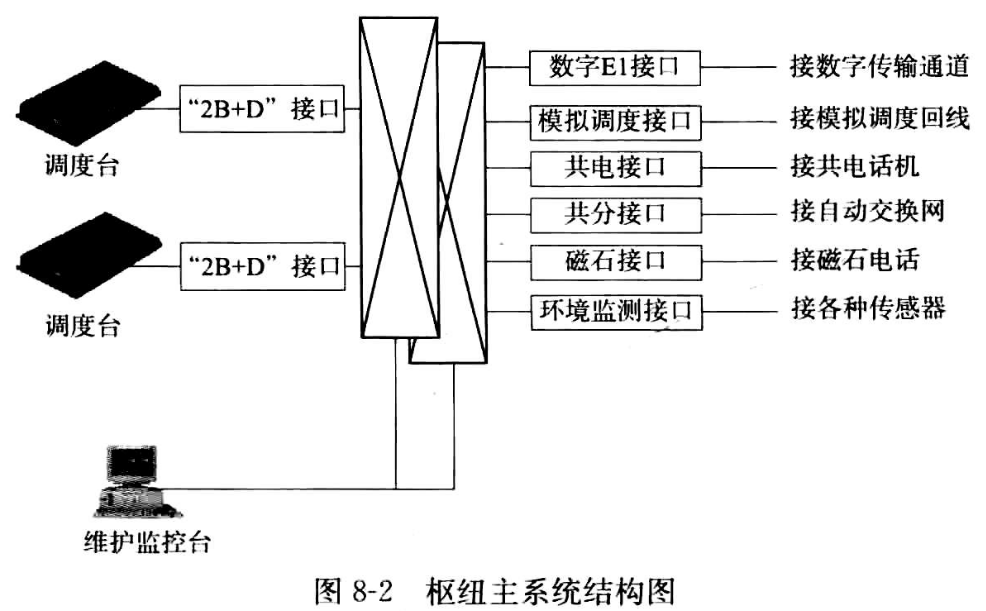 数字E1接口
接数字传输通道
“2B+D”接口
模拟调度接口
接模拟调度回线
调度台
共电接口
接共电话机
共分接口
接自动交换网
“2B+D”接口
磁石接口
接磁石电话
调度台
环境监测接口
接各种传感器
维护监控台
图 8-2 枢纽主系统结构图